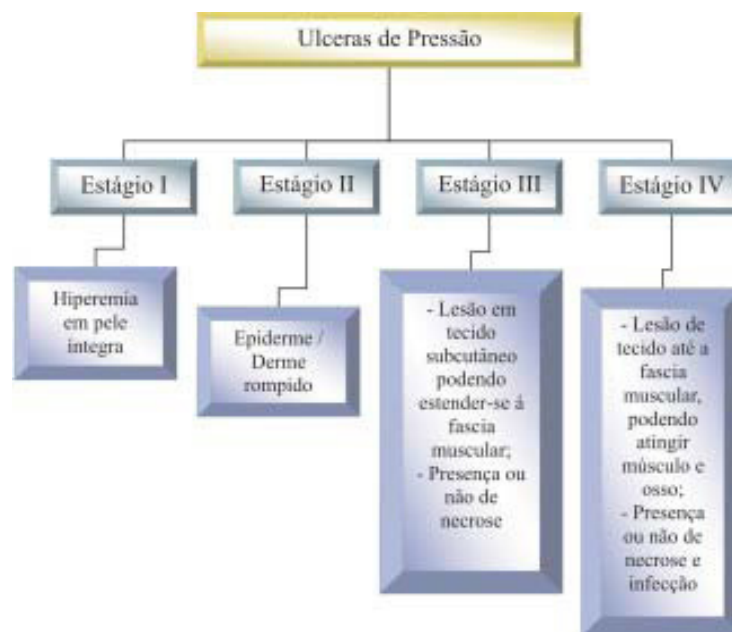 Ulceras de Pressão
Estágio I
Estágio II
Estágio III
Estágio IV
Hiperemia
em pele
integra
Epiderme /
Derme
rompido
- Lesão em
tecido
subcutâneo
podendo
estender-se á
fascia
muscular;
- Presença ou
não de
necrose
- Lesão de
tecido até a
fascia
muscular,
podendo
atingir
músculo e
osso;
- Presença
ou não de
necrose e
infecção